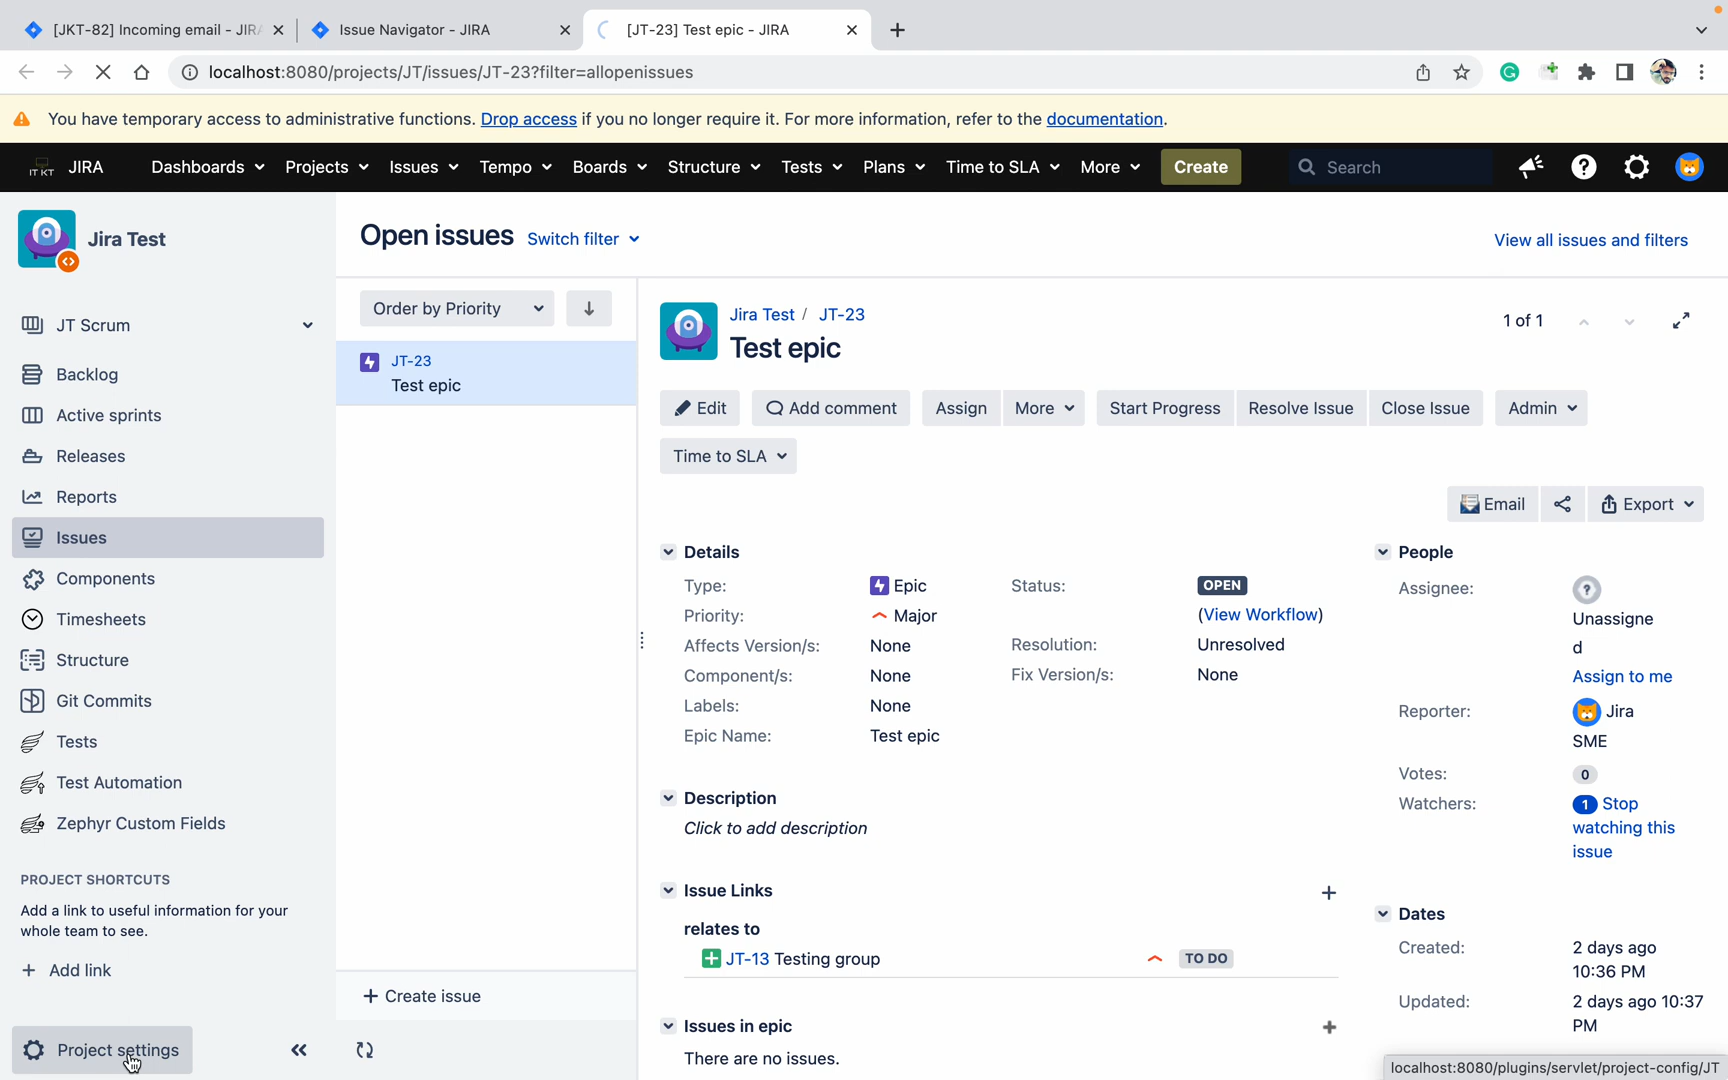 [JKT-82] Incoming email - JIRA
Issue Navigator - JIRA
[JT-23] Test epic - JIRA
localhost:8080/projects/JT/issues/JT-23?filter=allopenissues
You have temporary access to administrative functions. Drop access if you no longer require it. For more information, refer to the documentation.
IT KT JIRA Dashboards Projects Issues Tempo Boards Structure Tests Plans Time to SLA More Create Search
Jira Test
JT Scrum
Backlog
Active sprints
Releases
Reports
Issues
Components
Timesheets
Structure
Git Commits
Tests
Test Automation
Zephyr Custom Fields
PROJECT SHORTCUTS
Add a link to useful information for your
whole team to see.
+ Add link
Project settings
Open issues Switch filter
View all issues and filters
Order by Priority
JT-23
Test epic
+ Create issue
Jira Test / JT-23
Test epic
1 of 1
Edit Add comment Assign More Start Progress Resolve Issue Close Issue Admin
Time to SLA
Email Export
Details
Type: Epic
Priority: Major
Affects Version/s: None
Component/s: None
Labels: None
Epic Name: Test epic
Status: OPEN
(View Workflow)
Resolution: Unresolved
Fix Version/s: None
Description
Click to add description
Issue Links
relates to
JT-13 Testing group TO DO
Issues in epic
There are no issues.
People
Assignee: ?
Unassigne
d
Assign to me
Reporter: Jira
SME
Votes: 0
Watchers: 1 Stop
watching this
issue
Dates
Created: 2 days ago
10:36 PM
Updated: 2 days ago 10:37
PM
localhost:8080/plugins/servlet/project-config/JT